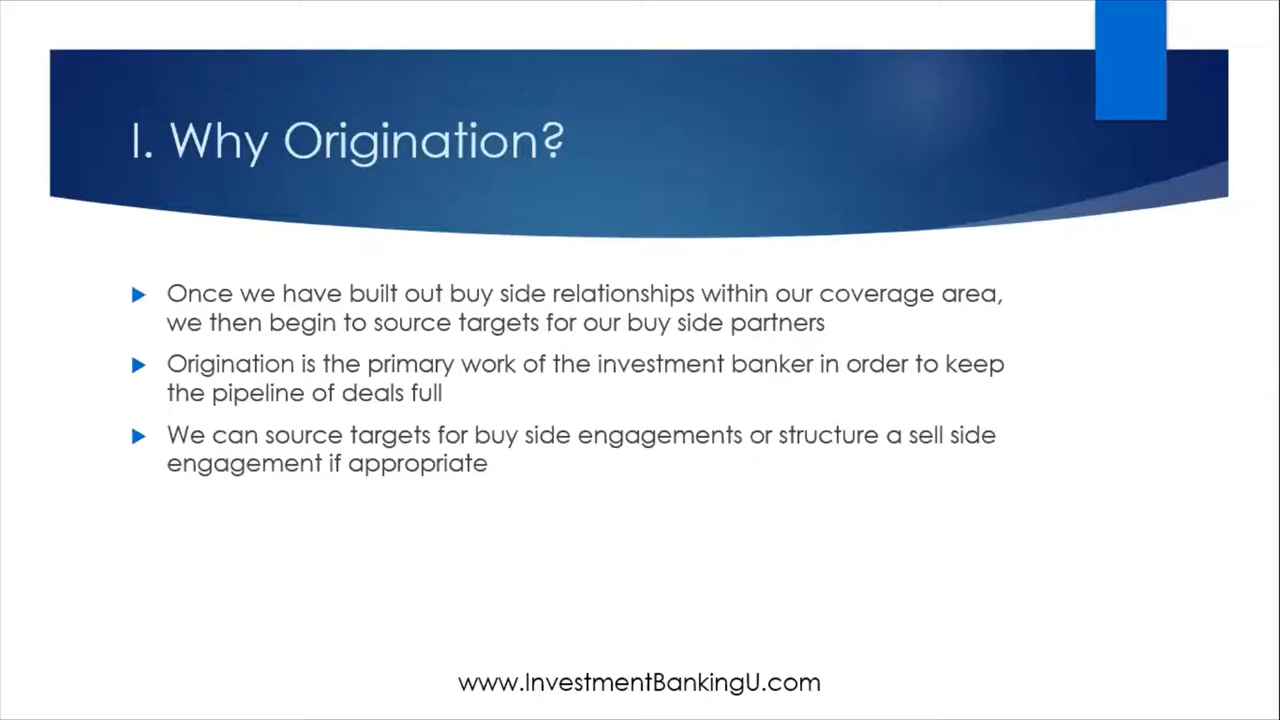 I. Why Origination?
Once we have built out buy side relationships within our coverage area,
we then begin to source targets for our buy side partners
Origination is the primary work of the investment banker in order to keep
the pipeline of deals full
We can source targets for buy side engagements or structure a sell side
engagement if appropriate
www.InvestmentBankingU.com